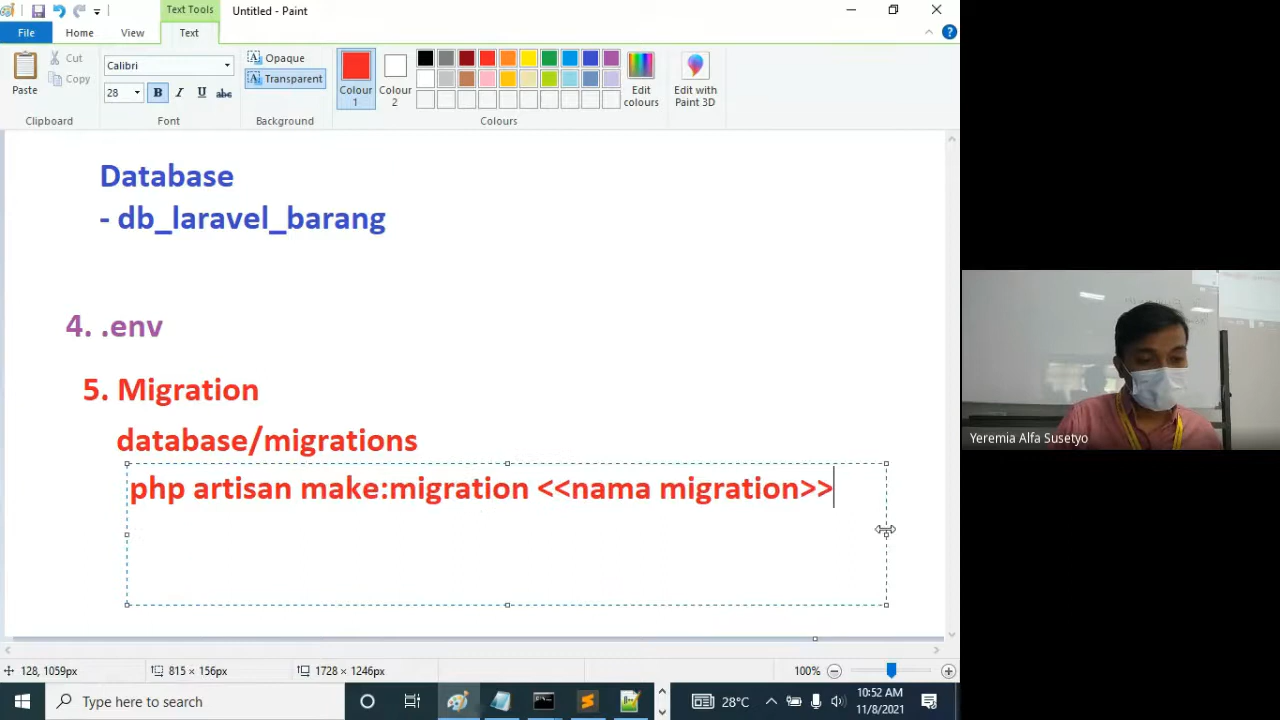 Text Tools
Untitled - Paint
File
Home
View
Text
Paste
Cut
Copy
Clipboard
Calibri
28
B I U abc
Font
Opaque
Transparent
Background
Colour 1
Colour 2
Edit colours
Edit with Paint 3D
Colours
Database
- db_laravel_barang
4. .env
5. Migration
database/migrations
php artisan make:migration <<nama migration>>
Yeremia Alfa Susetyo
128, 1059px
815 × 156px
1728 × 1246px
100%
Type here to search
28°C
10:52 AM
11/8/2021